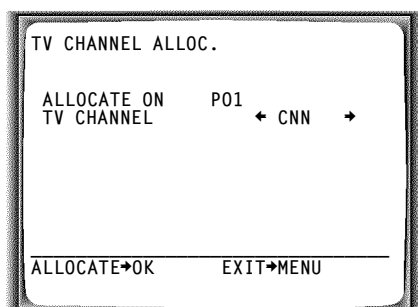 TV CHANNEL ALLOC.
ALLOCATE ON P01
TV CHANNEL ← CNN →
ALLOCATE→OK EXIT→MENU